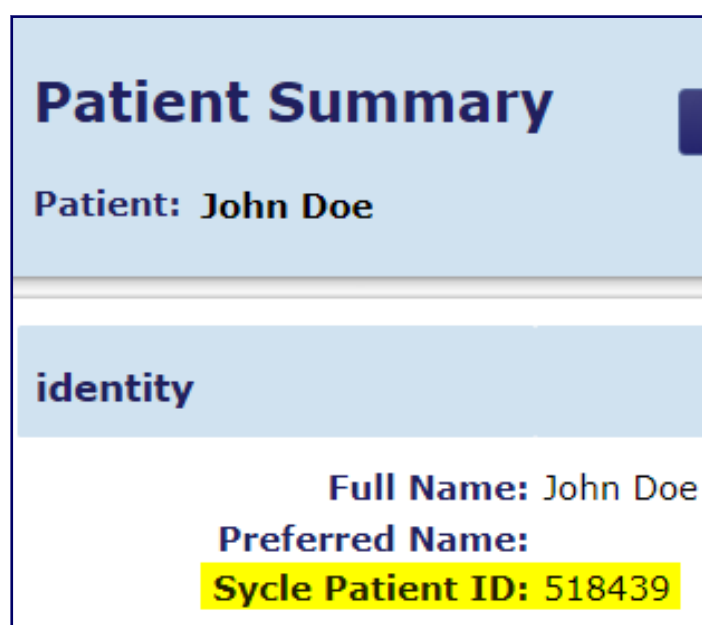 Patient Summary
Patient: John Doe
identity
Full Name: John Doe
Preferred Name:
Sycle Patient ID: 518439